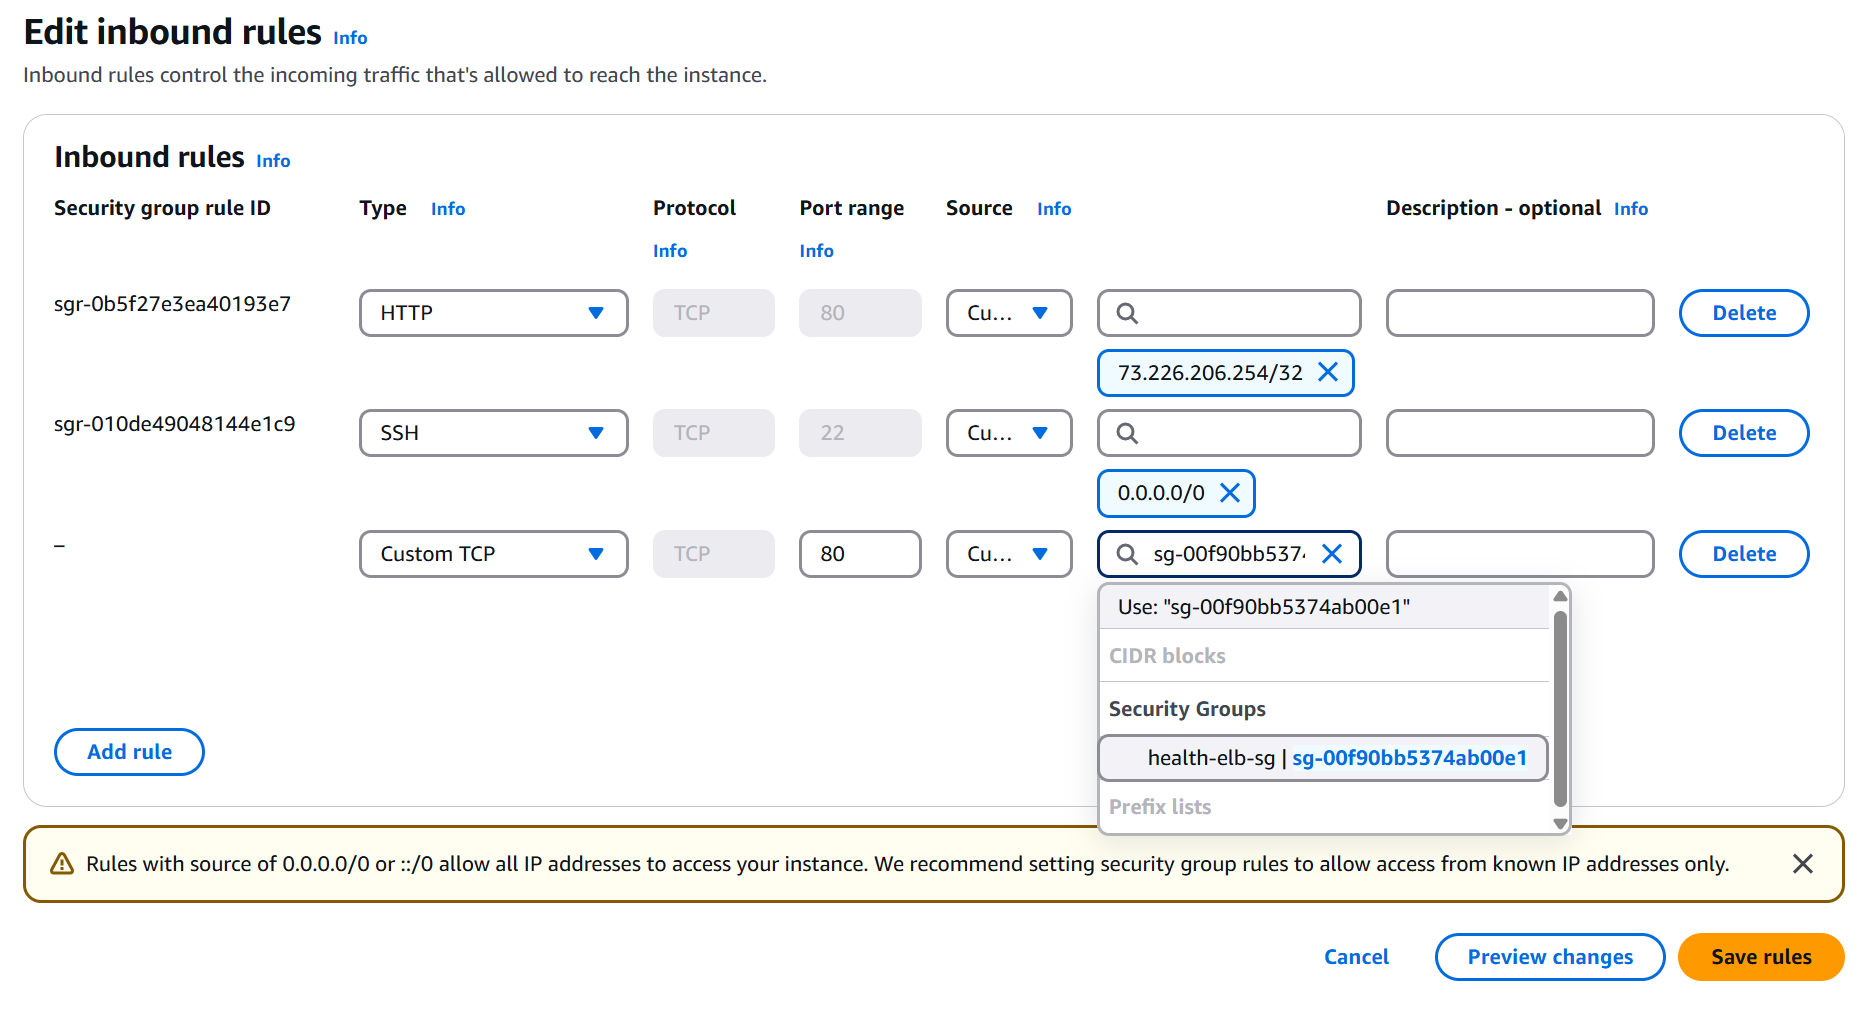 Edit inbound rules Info
Inbound rules control the incoming traffic that's allowed to reach the instance.
Inbound rules Info
Security group rule ID Type Info Protocol Info Port range Info Source Info Description - optional Info
sgr-0b5f27e3ea40193e7 HTTP TCP 80 Cu... Delete
73.226.206.254/32
sgr-010de49048144e1c9 SSH TCP 22 Cu... Delete
0.0.0.0/0
– Custom TCP TCP 80 Cu... sg-00f90bb5374 Delete
Use: "sg-00f90bb5374ab00e1"
CIDR blocks
Security Groups
health-elb-sg | sg-00f90bb5374ab00e1
Prefix lists
Add rule
Rules with source of 0.0.0.0/0 or ::/0 allow all IP addresses to access your instance. We recommend setting security group rules to allow access from known IP addresses only.
Cancel Preview changes Save rules